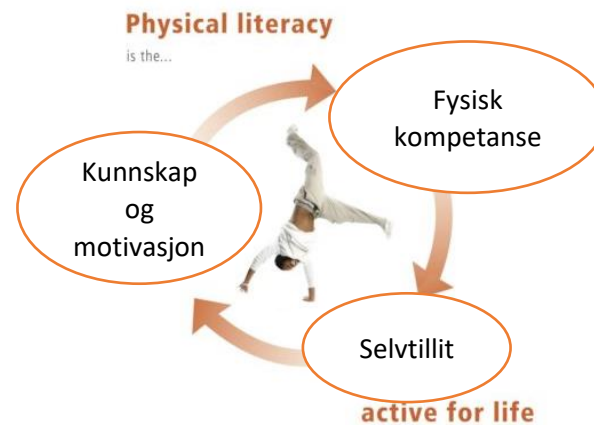 Physical literacy
is the...
Fysisk
kompetanse
Kunnskap
og
motivasjon
Selvtillit
active for life